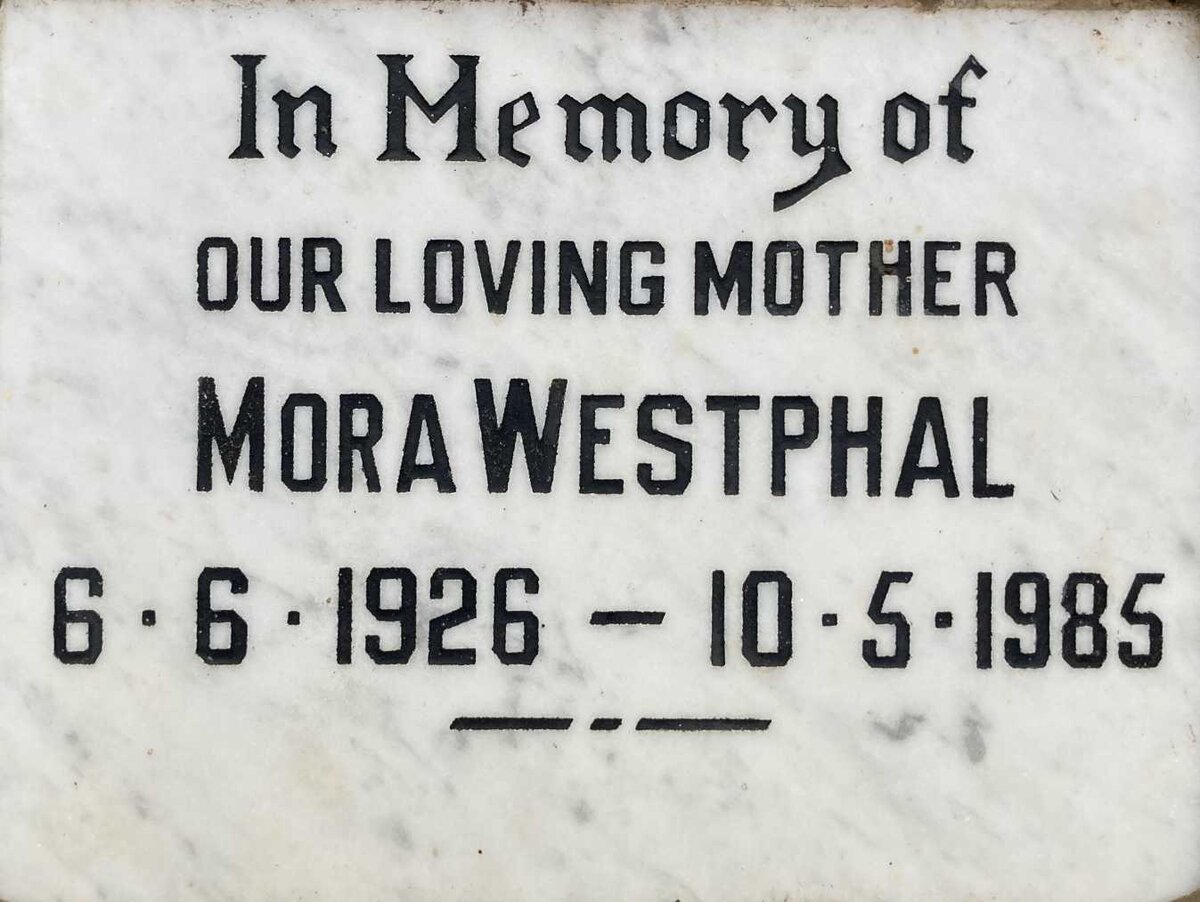 In Memory of
OUR LOVING MOTHER
MORA WESTPHAL
6·6·1926 — 10·5·1985